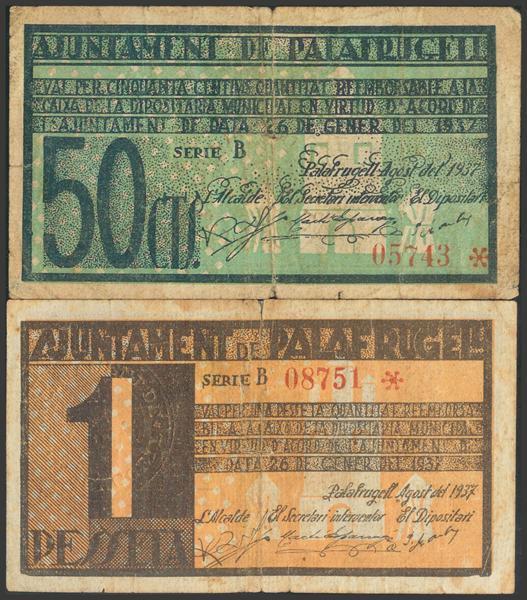 AJUNTAMENT DE PALAFRUGELL
VAL PER CINQUANTA CENTIMS QUANTITAT REEMBORSABLE A LA
CAIXA DE LA DIPOSITARIA MUNICIPAL EN VIRTUD D'ACORD DE
L'AJUNTAMENT DE DATA 26 DE GENER DEL 1937
50 CTS.
SERIE B
Palafrugell Agost del 1937
L'Alcalde El Secretari interventor El Dipositari
05743 *
AJUNTAMENT DE PALAFRUGELL
SERIE B 08751 *
VAL PER UNA PESSETA QUANTITAT REEMBORSA
BLE A LA CAIXA DE LA DIPOSITARIA MUNICIPAL
EN VIRTUD D'ACORD DE L'AJUNTAMENT DE
DATA 26 DE GENER DE 1937
Palafrugell Agost del 1937
L'Alcalde El Secretari interventor El Dipositari
1
PESSETA